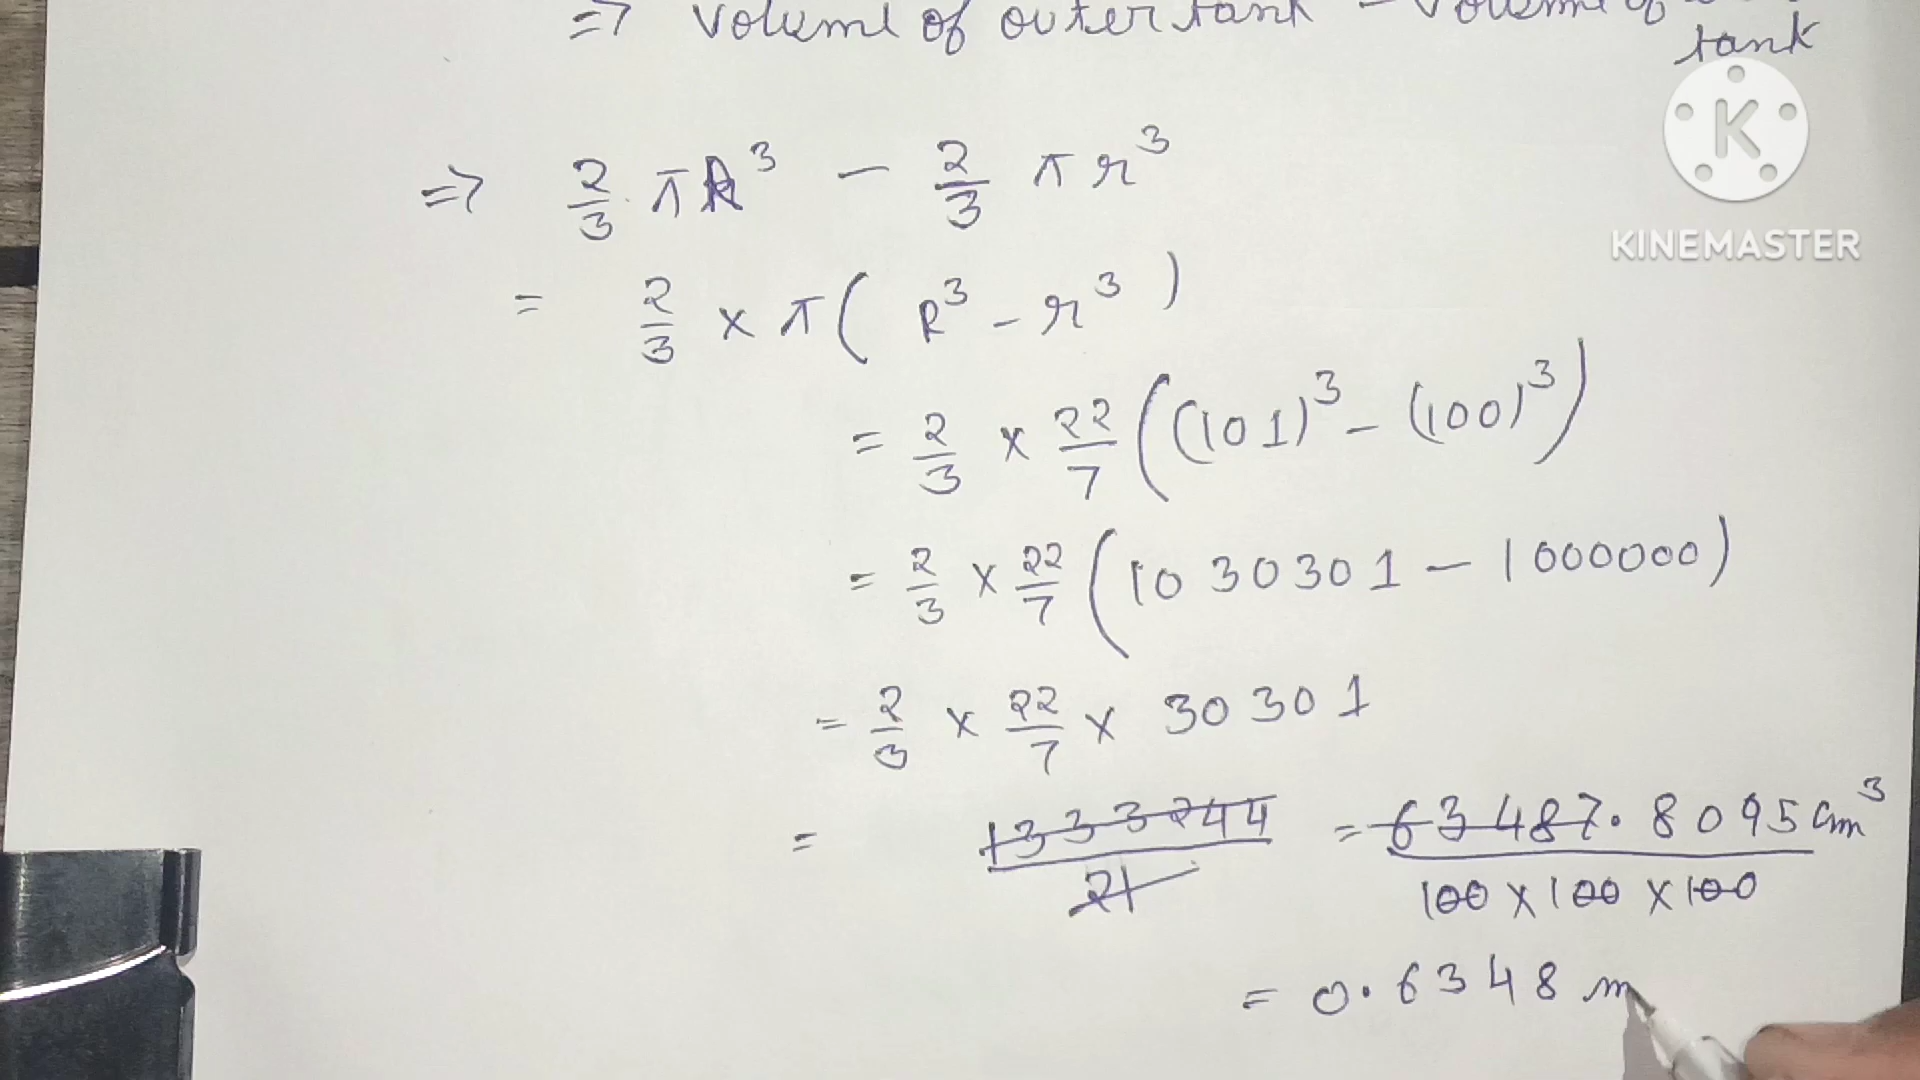 => Volume of outer tank - Volume of
tank
=> 2/3 πR³ - 2/3 πr³
= 2/3 × π( R³ - r³ )
= 2/3 × 22/7 ((101)³ - (100)³)
= 2/3 × 22/7 (1030301 - 1000000)
= 2/3 × 22/7 × 30301
= 1333244/21 = 63487.8095 cm³/100×100×100
= 0.6348 m
K
KINEMASTER